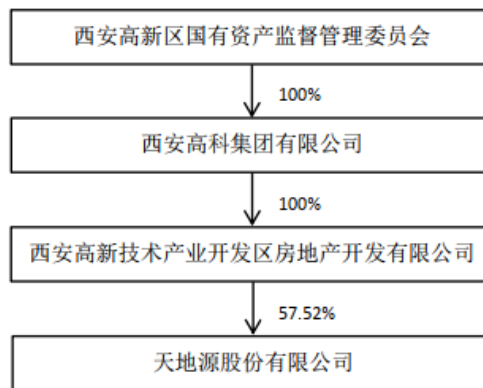 西安高新区国有资产监督管理委员会
100%
西安高科集团有限公司
100%
西安高新技术产业开发区房地产开发有限公司
57.52%
天地源股份有限公司